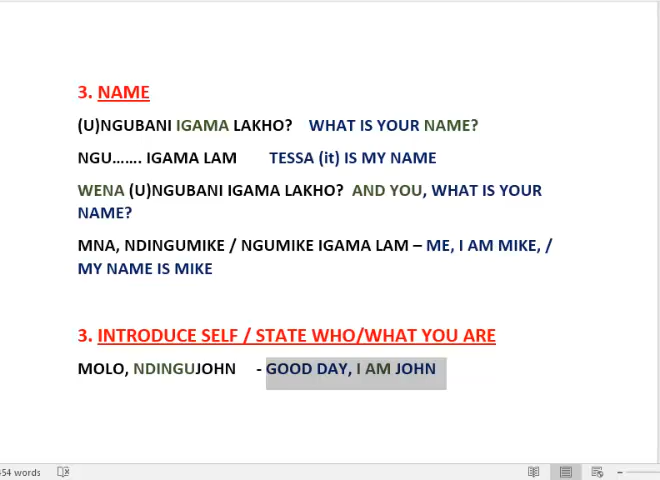 3. NAME
(U)NGUBANI IGAMA LAKHO? WHAT IS YOUR NAME?
NGU……. IGAMA LAM TESSA (it) IS MY NAME
WENA (U)NGUBANI IGAMA LAKHO? AND YOU, WHAT IS YOUR
NAME?
MNA, NDINGUMIKE / NGUMIKE IGAMA LAM – ME, I AM MIKE, /
MY NAME IS MIKE
3. INTRODUCE SELF / STATE WHO/WHAT YOU ARE
MOLO, NDINGUJOHN - GOOD DAY, I AM JOHN
54 words